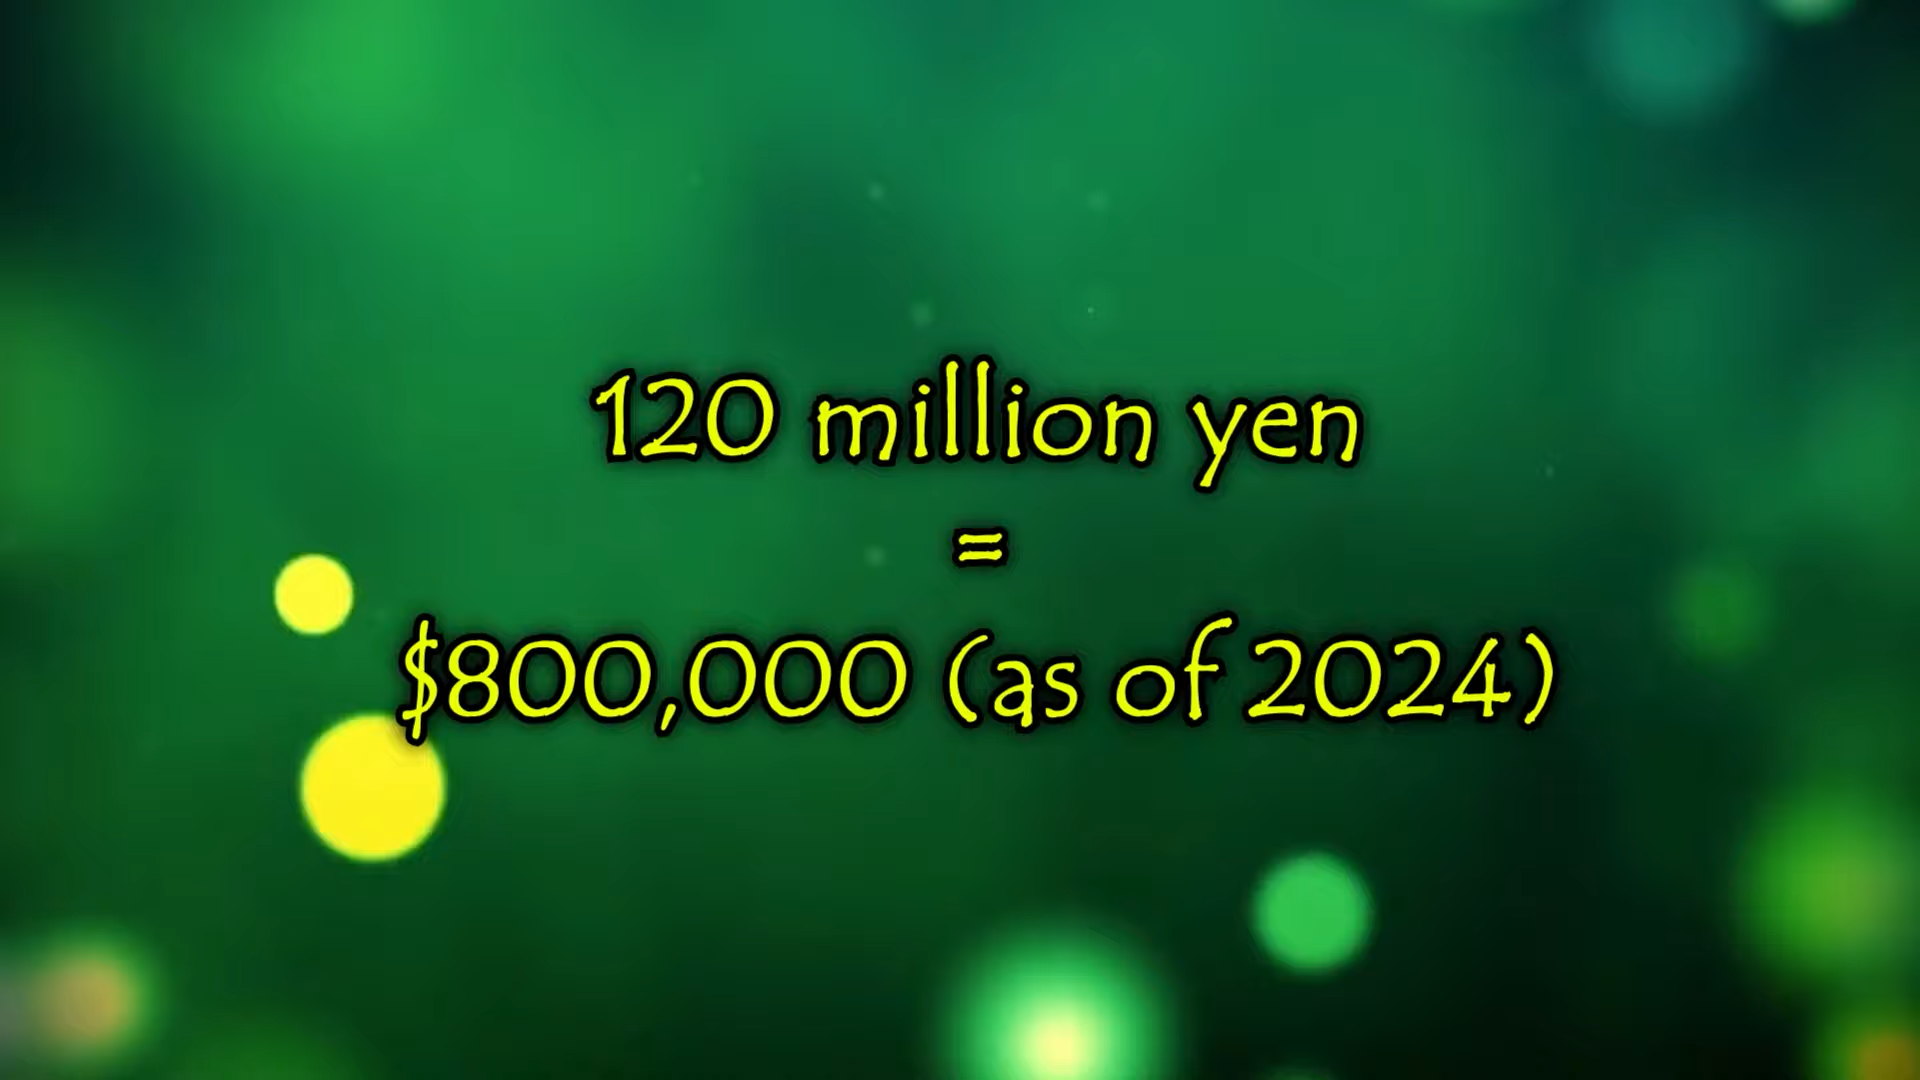 120 million yen
=
$800,000 (as of 2024)